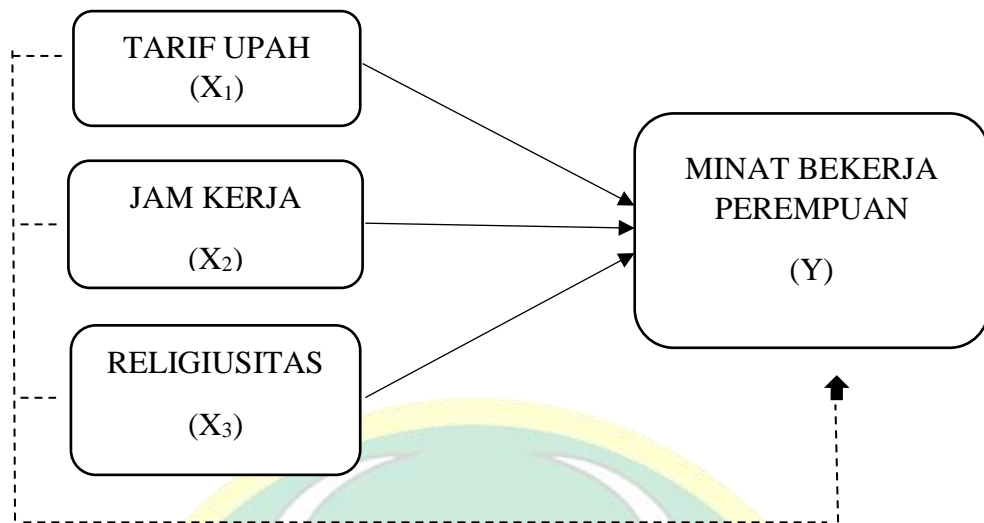 TARIF UPAH
(X₁)
JAM KERJA
(X₂)
RELIGIUSITAS
(X₃)
MINAT BEKERJA
PEREMPUAN
(Y)